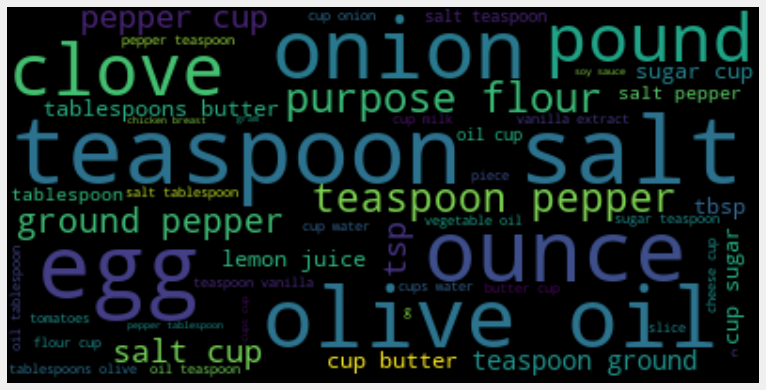 pepper cup
cup onion
salt teaspoon
onion
pound
pepper teaspoon
clove
soy sauce
sugar cup
tablespoons butter
purpose flour
salt pepper
chicken breast
cup milk
vanilla extract
teaspoon salt
oil cup
piece
tablespoon
salt tablespoon
teaspoon pepper
tbsp
ground pepper
cup water
tsp
vegetable oil
sugar teaspoon
egg
lemon juice
ounce
cheese cup
cup sugar
oil tablespoon
teaspoon vanilla
cups water
butter cup
cups cup
olive oil
g
tomatoes
pepper tablespoon
slice
flour cup
salt cup
cup butter
teaspoon ground
c
tablespoons olive
oil teaspoon